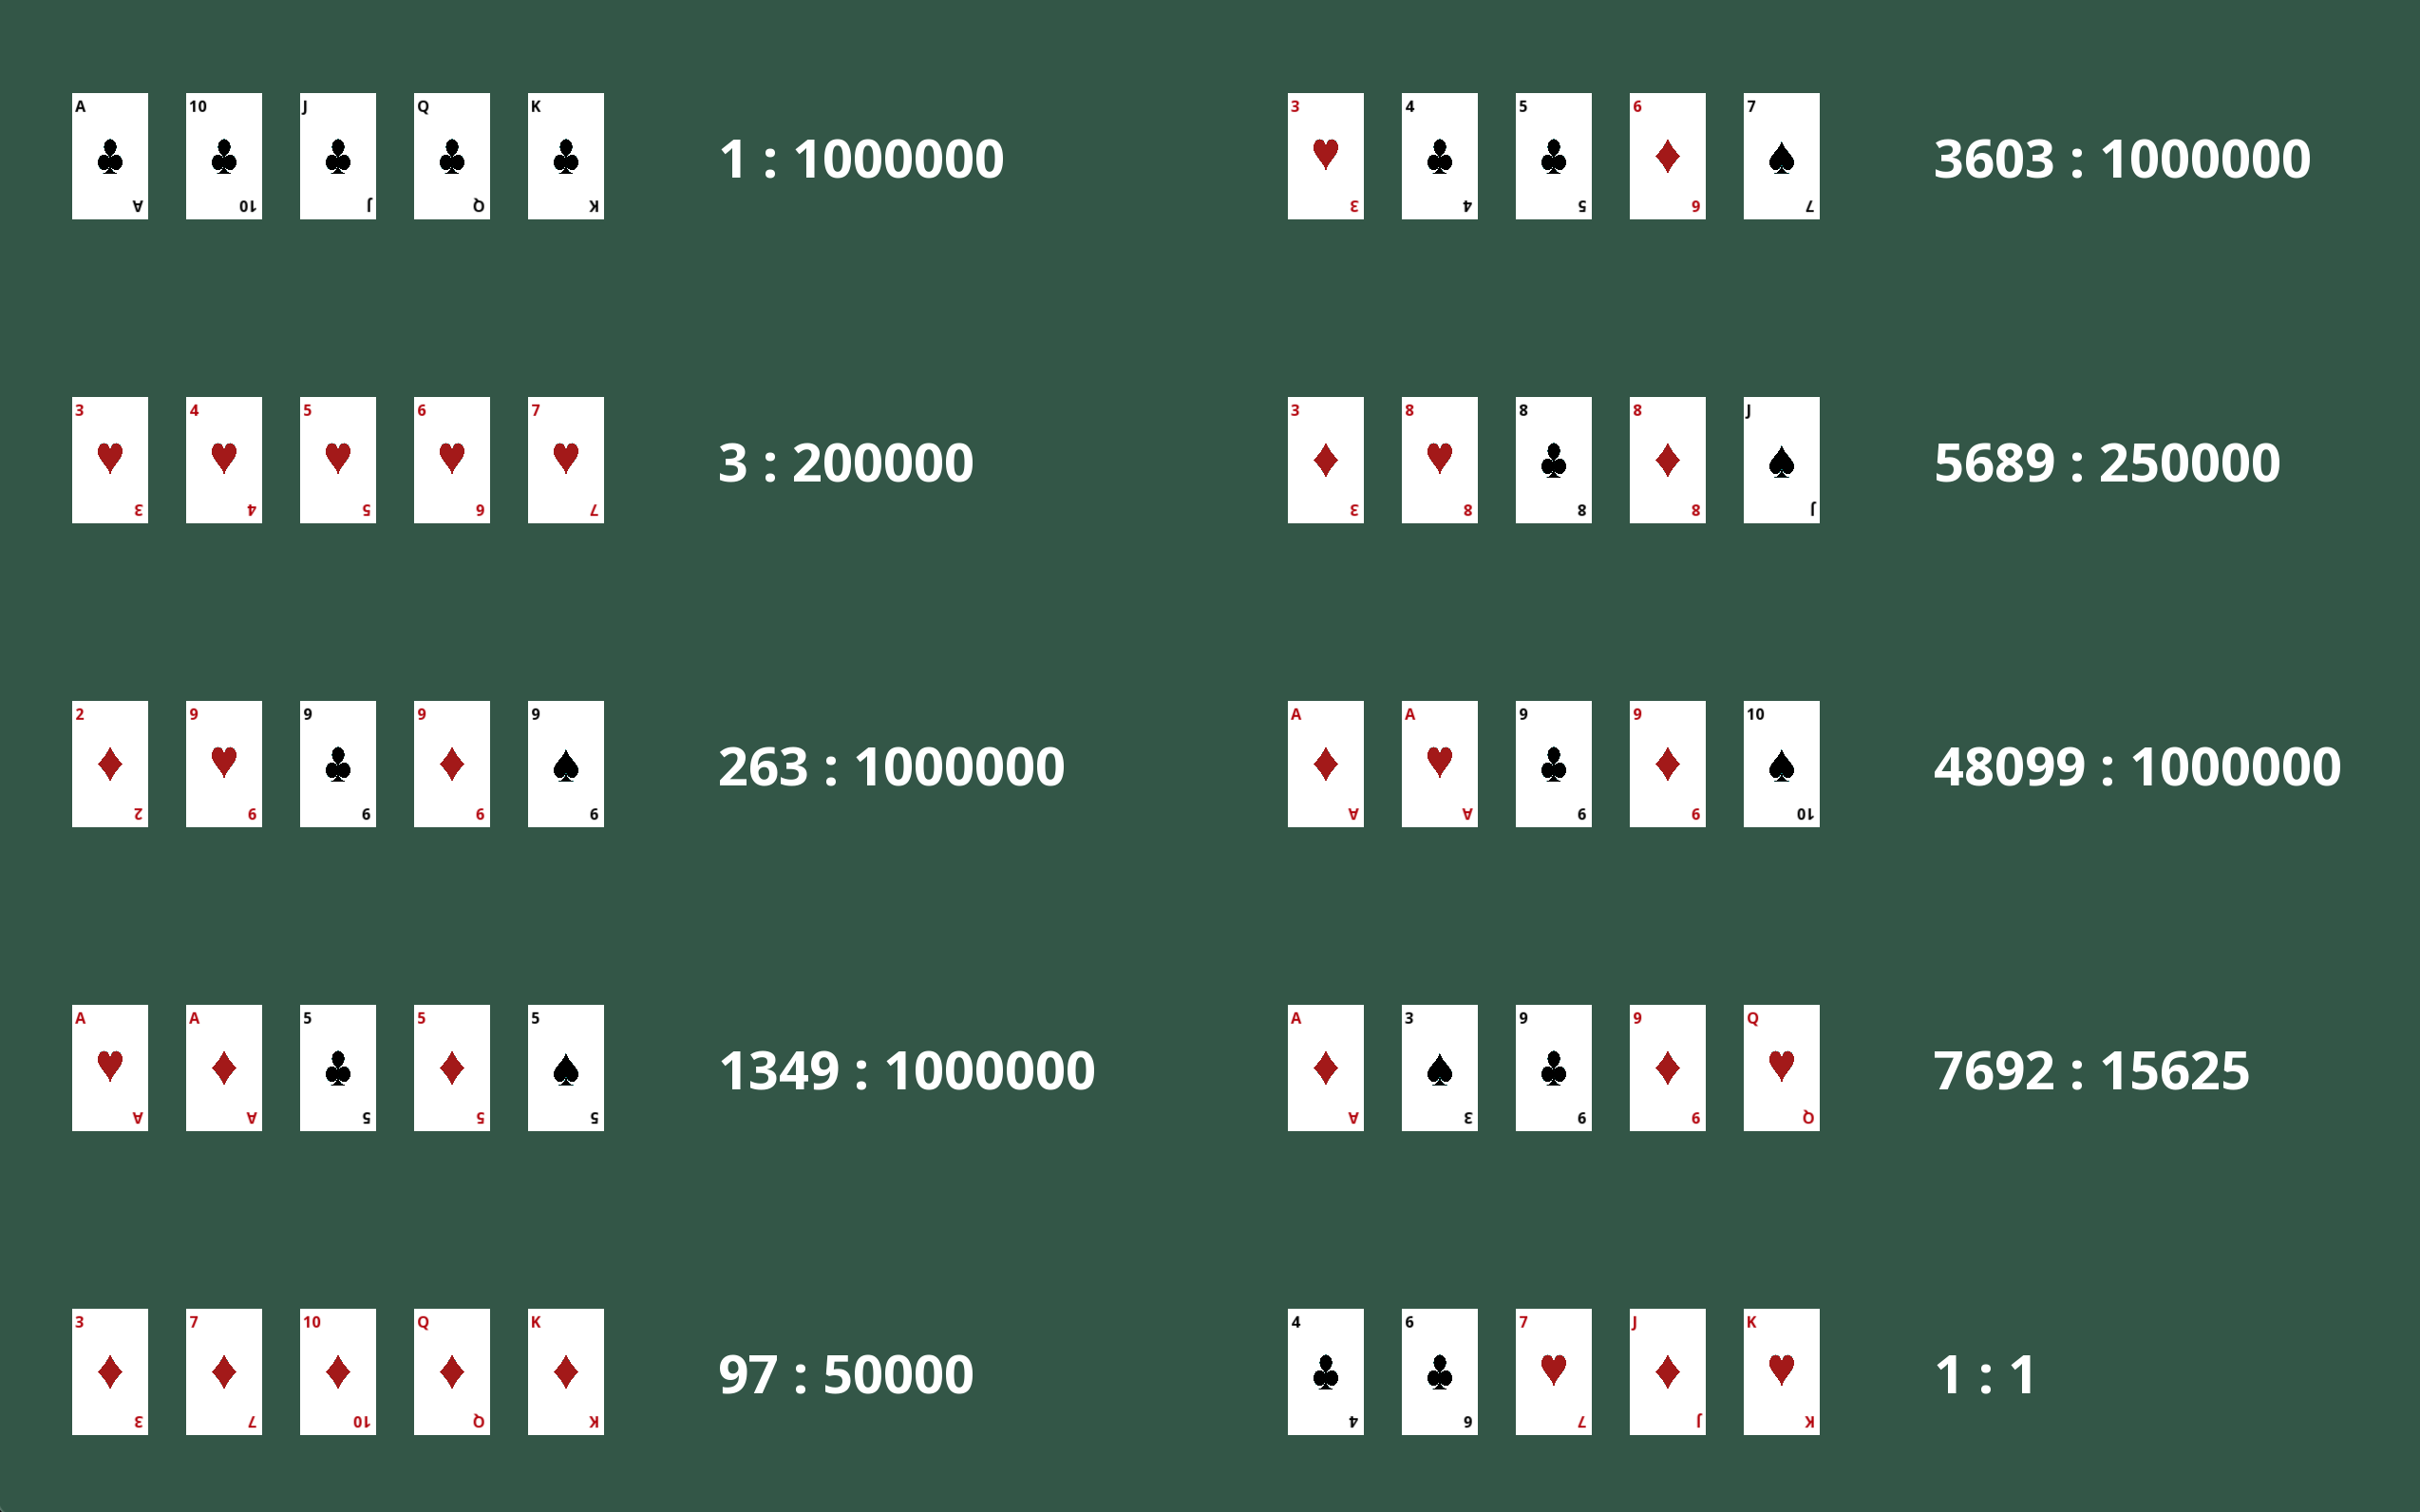 A 10 J Q K
1 : 1000000
A 10 J Q K
3 4 5 6 7
3603 : 1000000
3 4 5 6 7
3 4 5 6 7
3 : 200000
3 4 5 6 7
3 8 8 8 J
5689 : 250000
3 8 8 8 J
2 9 9 9 9
263 : 1000000
2 9 9 9 9
A A 9 9 10
48099 : 1000000
A A 9 9 10
A A 5 5 5
1349 : 1000000
A A 5 5 5
A 3 9 9 Q
7692 : 15625
A 3 9 9 Q
3 7 10 Q K
97 : 50000
3 7 10 Q K
4 6 7 J K
1 : 1
4 6 7 J K